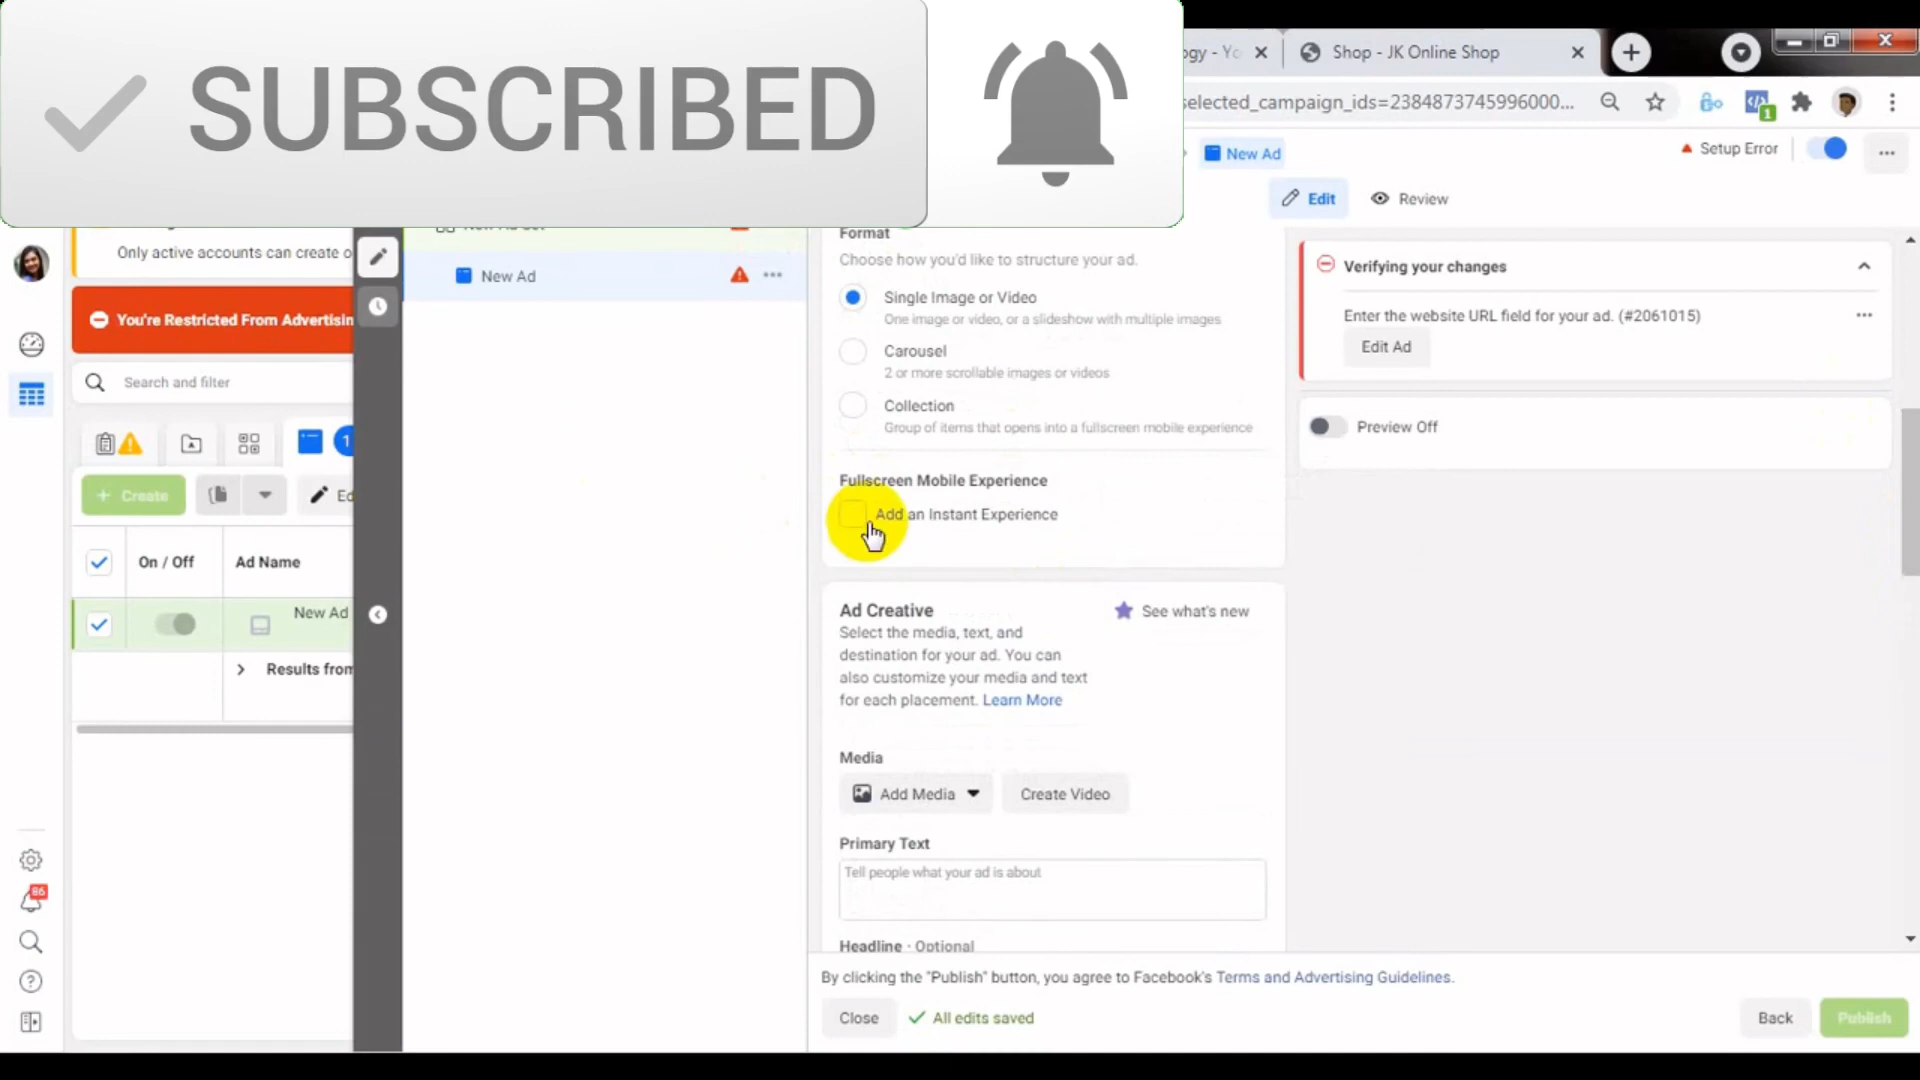 SUBSCRIBED
ogy - Yo
Shop - JK Online Shop
selected_campaign_ids=2384873745996000...
1
New Ad
Setup Error
Edit
Review
Only active accounts can create o
You're Restricted From Advertisin
Search and filter
1
Create
Ed
On / Off
Ad Name
New Ad
Results from
86
New Ad
Format
Choose how you'd like to structure your ad.
Single Image or Video
One image or video, or a slideshow with multiple images
Carousel
2 or more scrollable images or videos
Collection
Group of items that opens into a fullscreen mobile experience
Fullscreen Mobile Experience
Add an Instant Experience
Ad Creative
See what's new
Select the media, text, and
destination for your ad. You can
also customize your media and text
for each placement. Learn More
Media
Add Media
Create Video
Primary Text
Tell people what your ad is about
Headline · Optional
Verifying your changes
Enter the website URL field for your ad. (#2061015)
Edit Ad
Preview Off
By clicking the "Publish" button, you agree to Facebook's Terms and Advertising Guidelines.
Close
All edits saved
Back
Publish